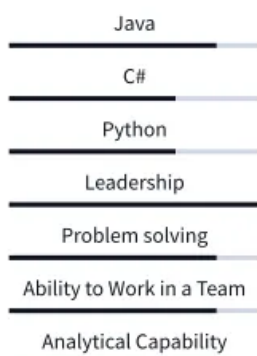 Java
C#
Python
Leadership
Problem solving
Ability to Work in a Team
Analytical Capability